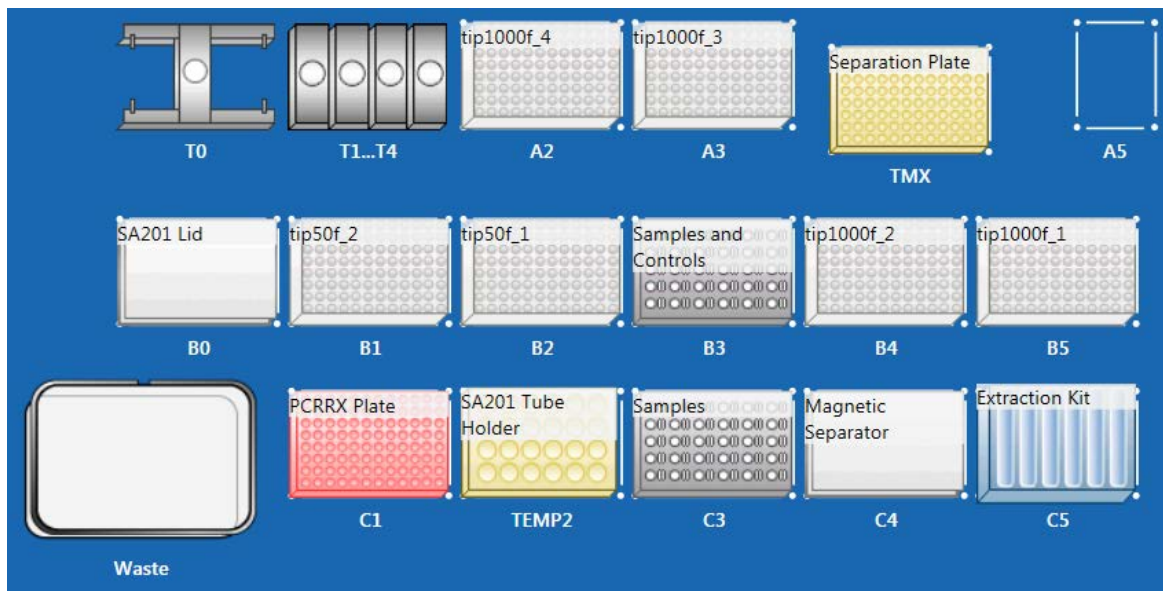 tip1000f_4
tip1000f_3
Separation Plate
T0
T1...T4
A2
A3
TMX
A5
SA201 Lid
tip50f_2
tip50f_1
Samples and
Controls
tip1000f_2
tip1000f_1
B0
B1
B2
B3
B4
B5
PCRRX Plate
SA201 Tube
Holder
Samples
Magnetic
Separator
Extraction Kit
C1
TEMP2
C3
C4
C5
Waste